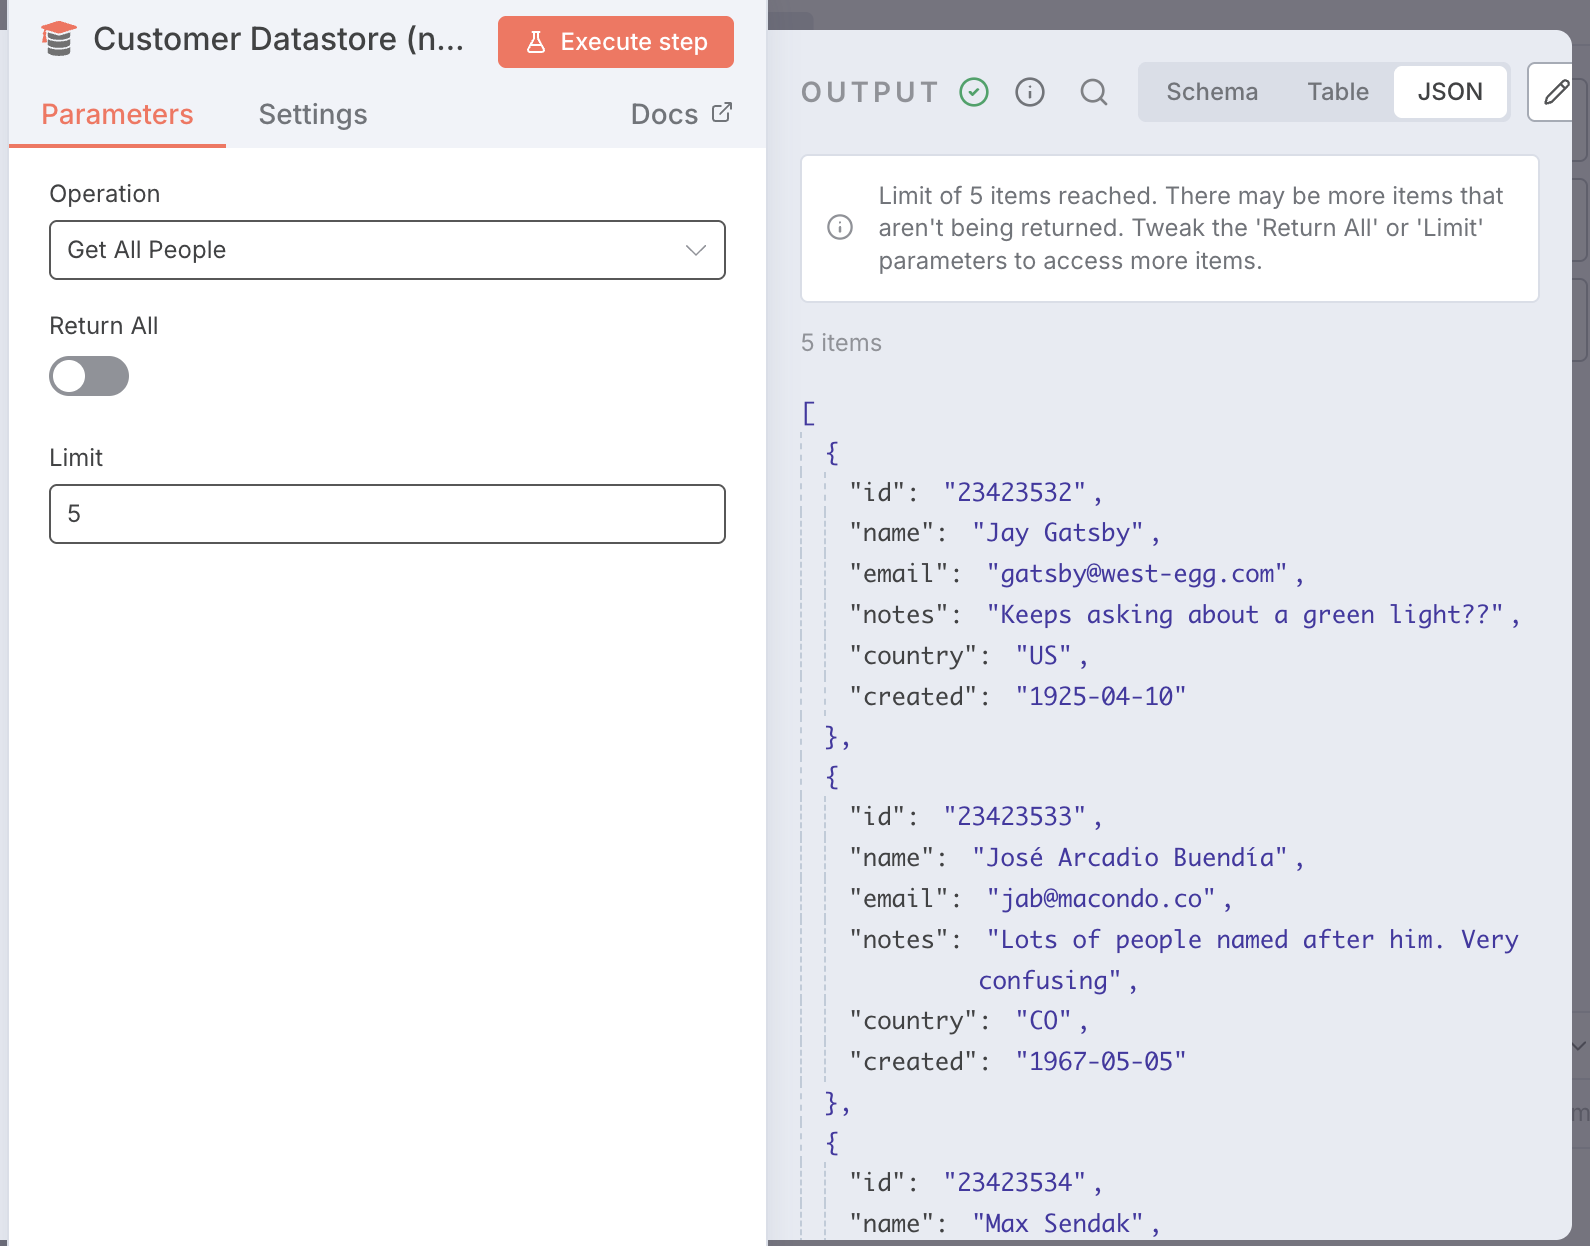 Customer Datastore (n...
Execute step
Parameters
Settings
Docs
Operation
Get All People
Return All
Limit
5
OUTPUT
Schema
Table
JSON
Limit of 5 items reached. There may be more items that
aren't being returned. Tweak the 'Return All' or 'Limit'
parameters to access more items.
5 items
[
{
"id": "23423532",
"name": "Jay Gatsby",
"email": "gatsby@west-egg.com",
"notes": "Keeps asking about a green light??",
"country": "US",
"created": "1925-04-10"
},
{
"id": "23423533",
"name": "José Arcadio Buendía",
"email": "jab@macondo.co",
"notes": "Lots of people named after him. Very
confusing",
"country": "CO",
"created": "1967-05-05"
},
{
"id": "23423534",
"name": "Max Sendak",